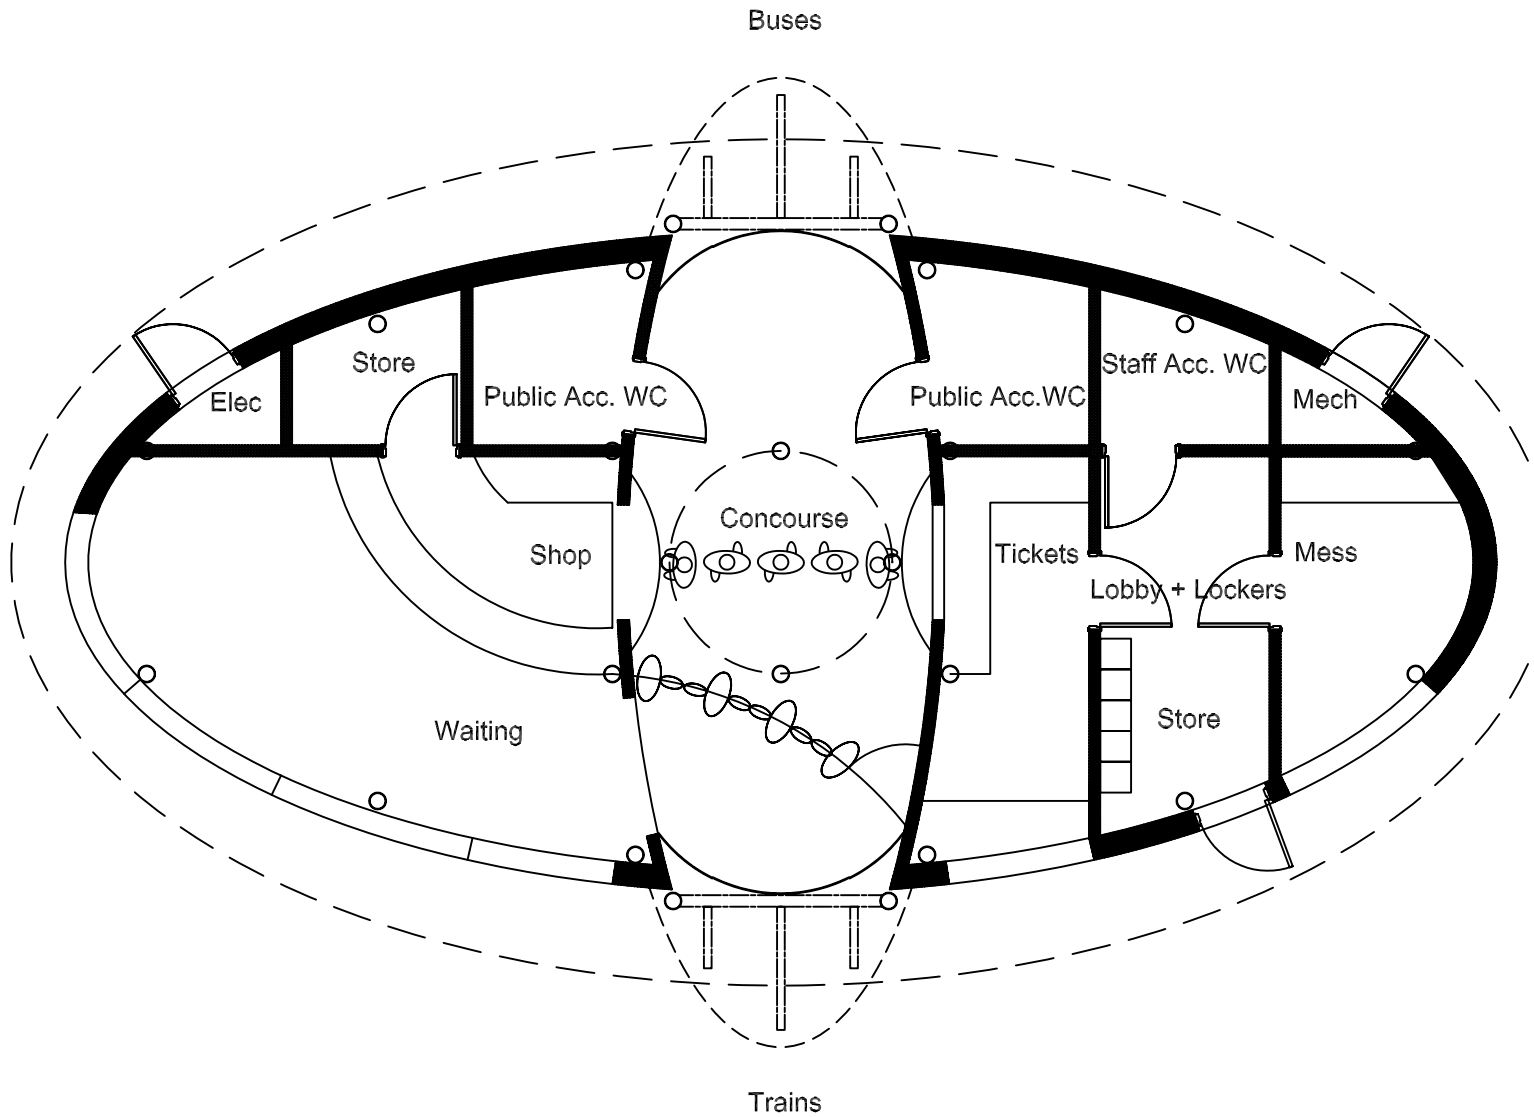 Buses
Store
Staff Acc. WC
Elec
Public Acc. WC
Public Acc.WC
Mech
Concourse
Shop
Tickets
Mess
Lobby + Lockers
Waiting
Store
Trains